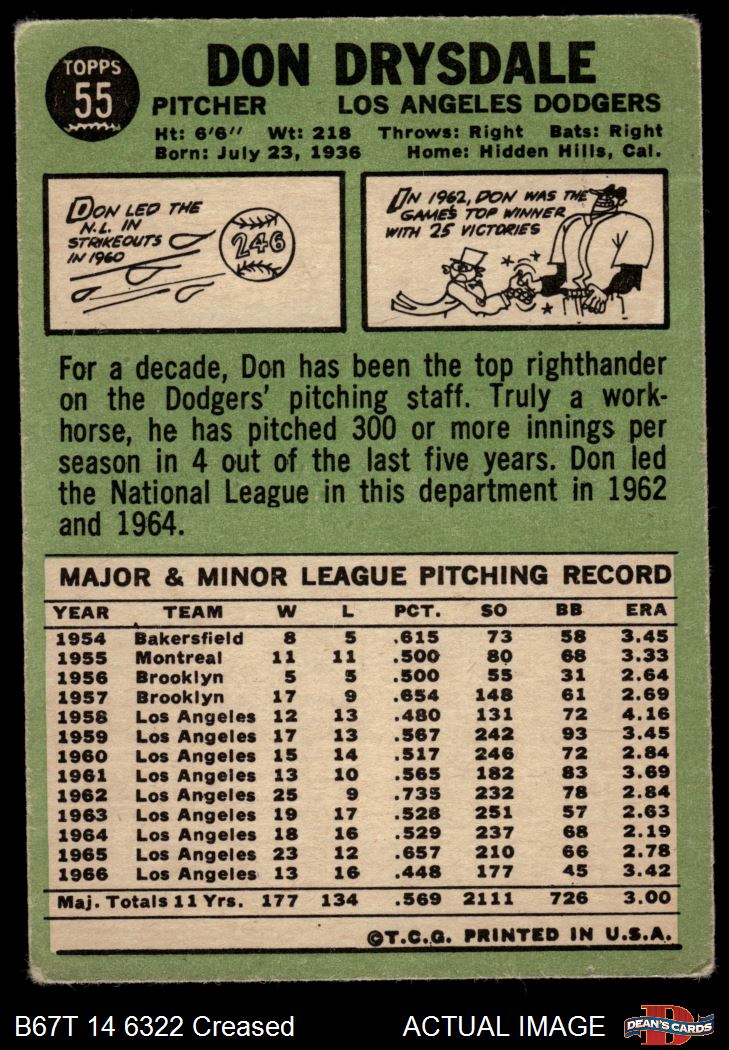 TOPPS
55
DON DRYSDALE
PITCHER LOS ANGELES DODGERS
Ht: 6'6" Wt: 218 Throws: Right Bats: Right
Born: July 23, 1936 Home: Hidden Hills, Cal.
DON LED THE
N.L. IN
STRIKEOUTS
IN 1960
246
IN 1962, DON WAS THE
GAME'S TOP WINNER
WITH 25 VICTORIES
For a decade, Don has been the top righthander
on the Dodgers' pitching staff. Truly a work-
horse, he has pitched 300 or more innings per
season in 4 out of the last five years. Don led
the National League in this department in 1962
and 1964.
MAJOR & MINOR LEAGUE PITCHING RECORD
YEAR TEAM W L PCT. SO BB ERA
1954 Bakersfield 8 5 .615 73 58 3.45
1955 Montreal 11 11 .500 80 68 3.33
1956 Brooklyn 5 5 .500 55 31 2.64
1957 Brooklyn 17 9 .654 148 61 2.69
1958 Los Angeles 12 13 .480 131 72 4.16
1959 Los Angeles 17 13 .567 242 93 3.45
1960 Los Angeles 15 14 .517 246 72 2.84
1961 Los Angeles 13 10 .565 182 83 3.69
1962 Los Angeles 25 9 .735 232 78 2.84
1963 Los Angeles 19 17 .528 251 57 2.63
1964 Los Angeles 18 16 .529 237 68 2.19
1965 Los Angeles 23 12 .657 210 66 2.78
1966 Los Angeles 13 16 .448 177 45 3.42
Maj. Totals 11 Yrs. 177 134 .569 2111 726 3.00
©T.C.G. PRINTED IN U.S.A.
B67T 14 6322 Creased ACTUAL IMAGE
D
DEAN'S CARDS